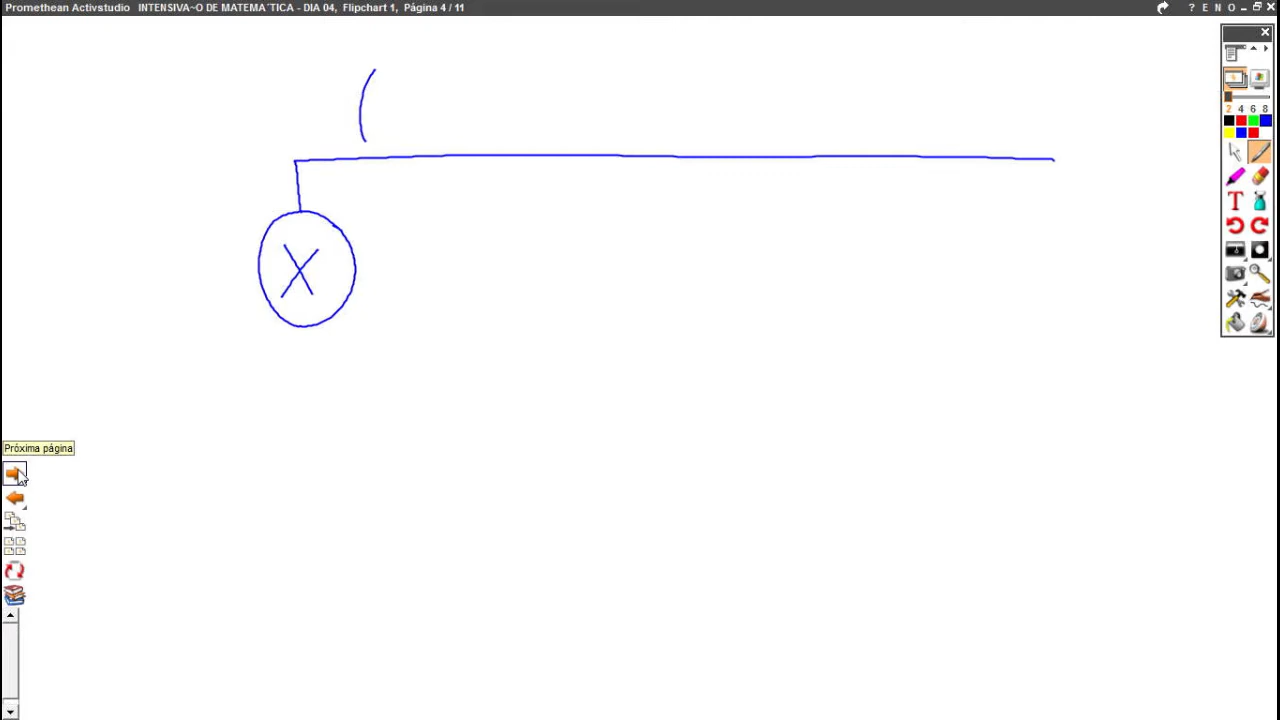 Promethean Activstudio INTENSIVA~O DE MATEMA´TICA - DIA 04, Flipchart 1, Página 4 / 11
? E N O
2 4 6 8
(
X
T
Próxima página